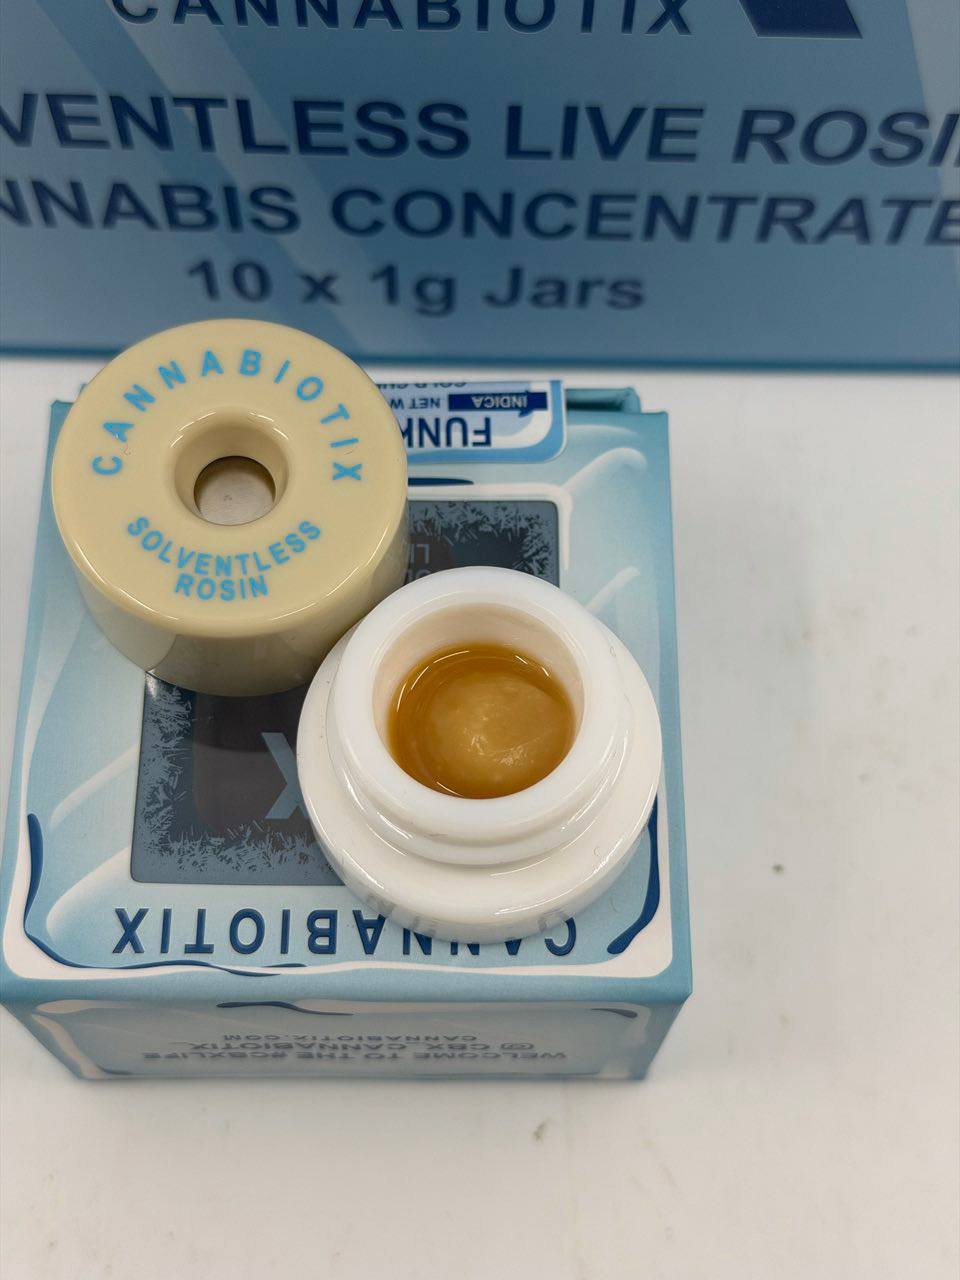 CANNABIOTIX
VENTLESS LIVE ROSI
NNABIS CONCENTRATE
10 x 1g Jars
CANNABIOTIX
SOLVENTLESS
ROSIN
INDICA
NET W
FUNK
X
CANNABIOTIX
WELCOME TO THE #CBXLIFE
@ CBX_CANNABIOTIX
CANNABIOTIX.COM